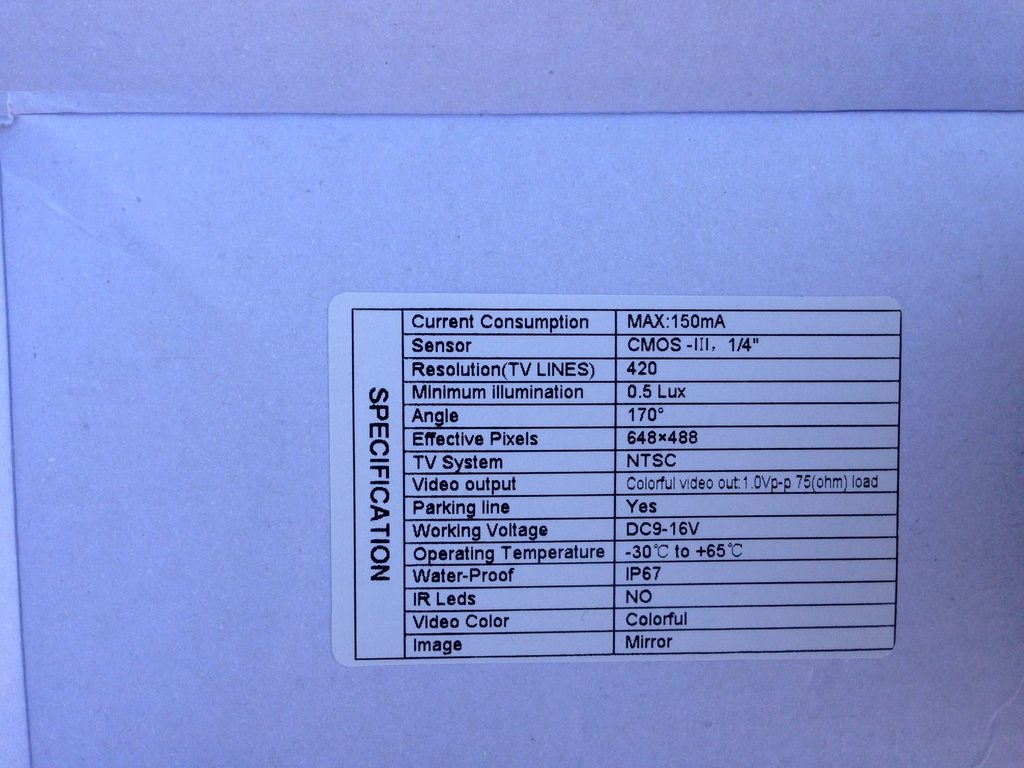 SPECIFICATION
Current Consumption MAX:150mA
Sensor CMOS -III, 1/4"
Resolution(TV LINES) 420
Minimum illumination 0.5 Lux
Angle 170°
Effective Pixels 648×488
TV System NTSC
Video output Colorful video out:1.0Vp-p 75(ohm) load
Parking line Yes
Working Voltage DC9-16V
Operating Temperature -30℃ to +65℃
Water-Proof IP67
IR Leds NO
Video Color Colorful
Image Mirror